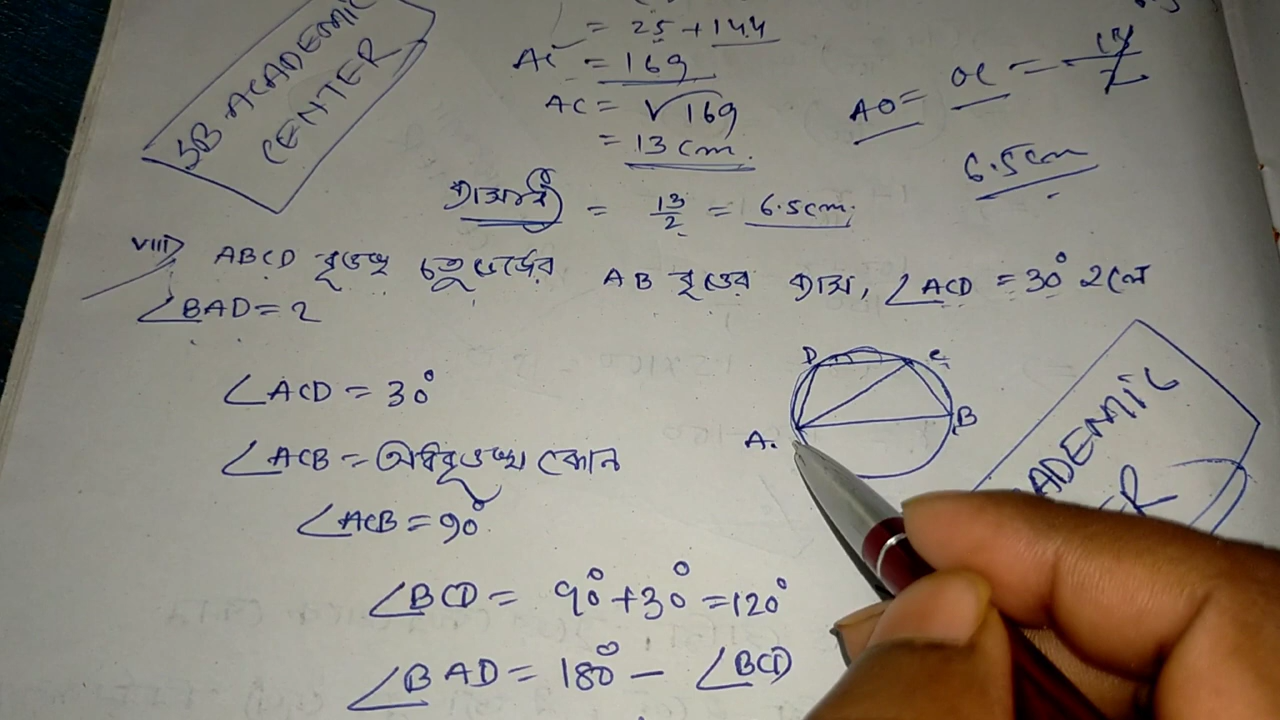 = 25 + 144
AC = 169
AC = √169
= 13 cm.
AO = OC = 13/2
6.5cm
SB ACADEMIC
CENTER
ব্যাসার্ধ = 13/2 = 6.5cm.
VIII) ABCD বৃত্তস্থ চতুর্ভুজের AB বৃত্তের ব্যাস, ∠ACD = 30° হলে
∠BAD = ?
∠ACD = 30°
∠ACB = অর্ধবৃত্তস্থ কোন
∠ACB = 90°
∠BCD = 90° + 30° = 120°
∠BAD = 180° – ∠BCD
D C
A. B